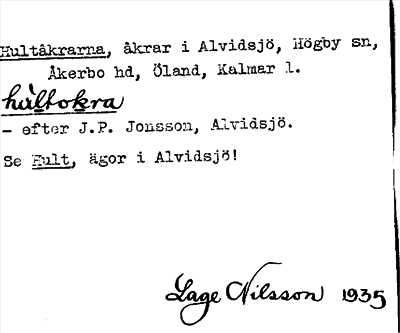 Hultåkrarna, åkrar i Alvidsjö, Högby sn,
Åkerbo hd, Öland, Kalmar l.
hùltokra
– efter J.P. Jonsson, Alvidsjö.
Se Hult, ägor i Alvidsjö!
Lage Nilsson 1935